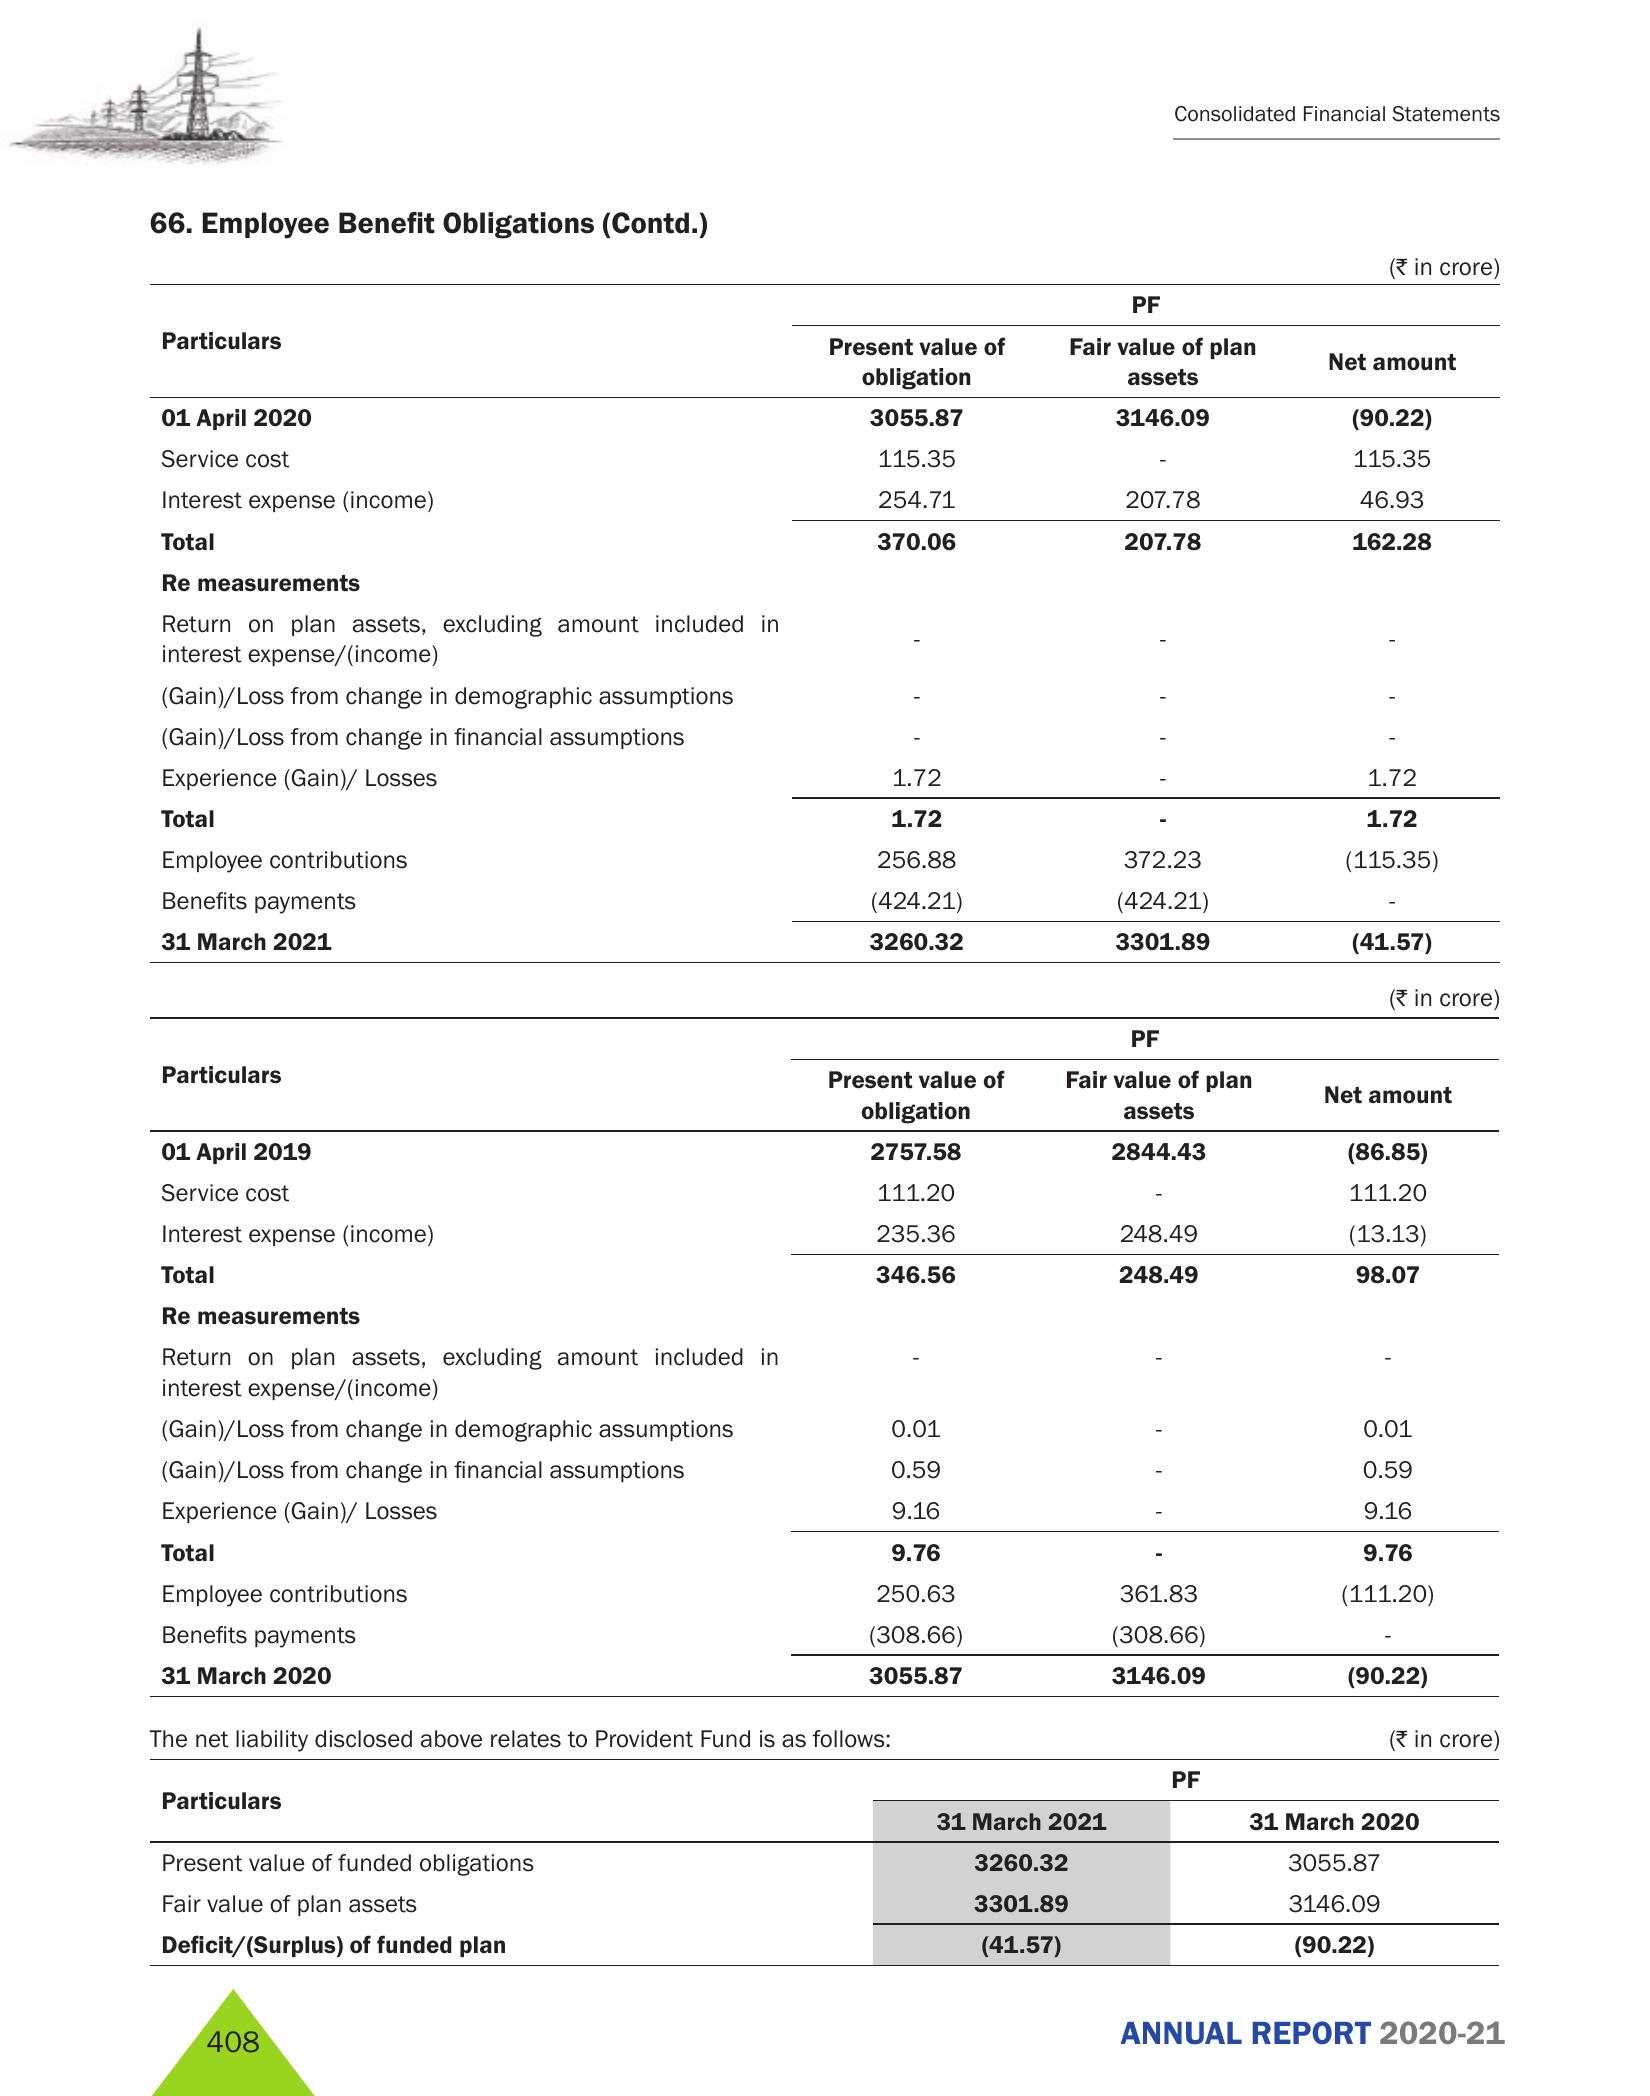 Consolidated Financial Statements
66. Employee Benefit Obligations (Contd.)
(₹ in crore)
Particulars
PF
Present value of obligation
Fair value of plan assets
Net amount
01 April 2020 3055.87 3146.09 (90.22)
Service cost 115.35 - 115.35
Interest expense (income) 254.71 207.78 46.93
Total 370.06 207.78 162.28
Re measurements
Return on plan assets, excluding amount included in
interest expense/(income) - - -
(Gain)/Loss from change in demographic assumptions - - -
(Gain)/Loss from change in financial assumptions - - -
Experience (Gain)/ Losses 1.72 - 1.72
Total 1.72 - 1.72
Employee contributions 256.88 372.23 (115.35)
Benefits payments (424.21) (424.21) -
31 March 2021 3260.32 3301.89 (41.57)
(₹ in crore)
Particulars
PF
Present value of obligation
Fair value of plan assets
Net amount
01 April 2019 2757.58 2844.43 (86.85)
Service cost 111.20 - 111.20
Interest expense (income) 235.36 248.49 (13.13)
Total 346.56 248.49 98.07
Re measurements
Return on plan assets, excluding amount included in - - -
interest expense/(income)
(Gain)/Loss from change in demographic assumptions 0.01 - 0.01
(Gain)/Loss from change in financial assumptions 0.59 - 0.59
Experience (Gain)/ Losses 9.16 - 9.16
Total 9.76 - 9.76
Employee contributions 250.63 361.83 (111.20)
Benefits payments (308.66) (308.66) -
31 March 2020 3055.87 3146.09 (90.22)
The net liability disclosed above relates to Provident Fund is as follows: (₹ in crore)
Particulars
PF
31 March 2021 31 March 2020
Present value of funded obligations 3260.32 3055.87
Fair value of plan assets 3301.89 3146.09
Deficit/(Surplus) of funded plan (41.57) (90.22)
408
ANNUAL REPORT 2020-21